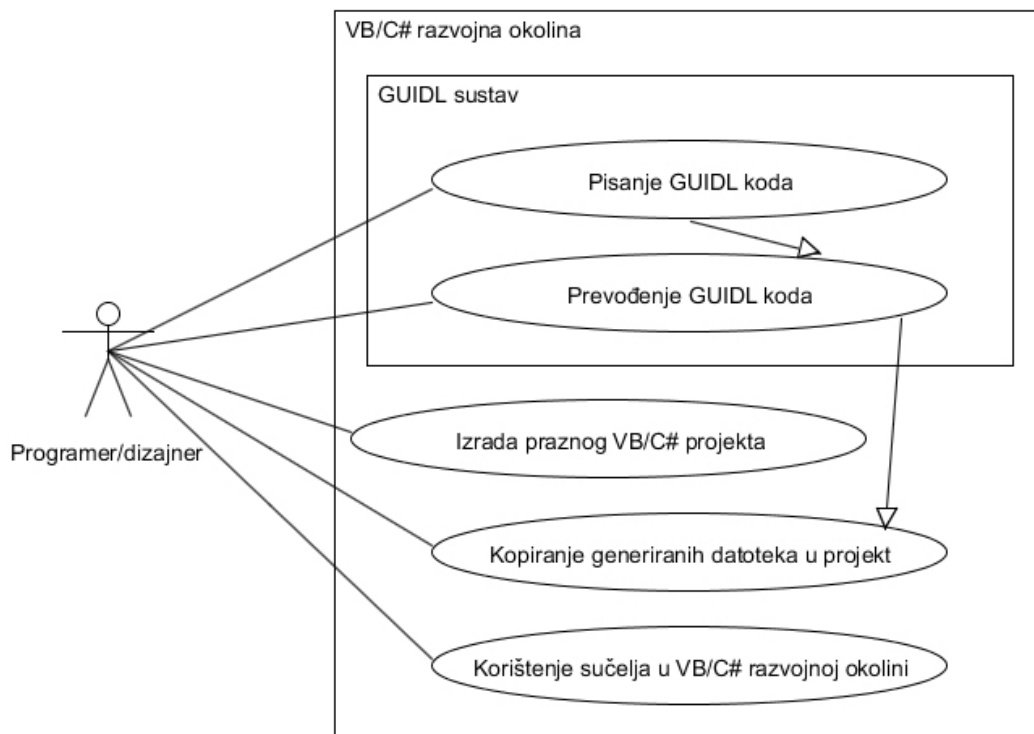 VB/C# razvojna okolina
GUIDL sustav
Pisanje GUIDL koda
Prevođenje GUIDL koda
Izrada praznog VB/C# projekta
Programer/dizajner
Kopiranje generiranih datoteka u projekt
Korištenje sučelja u VB/C# razvojnoj okolini